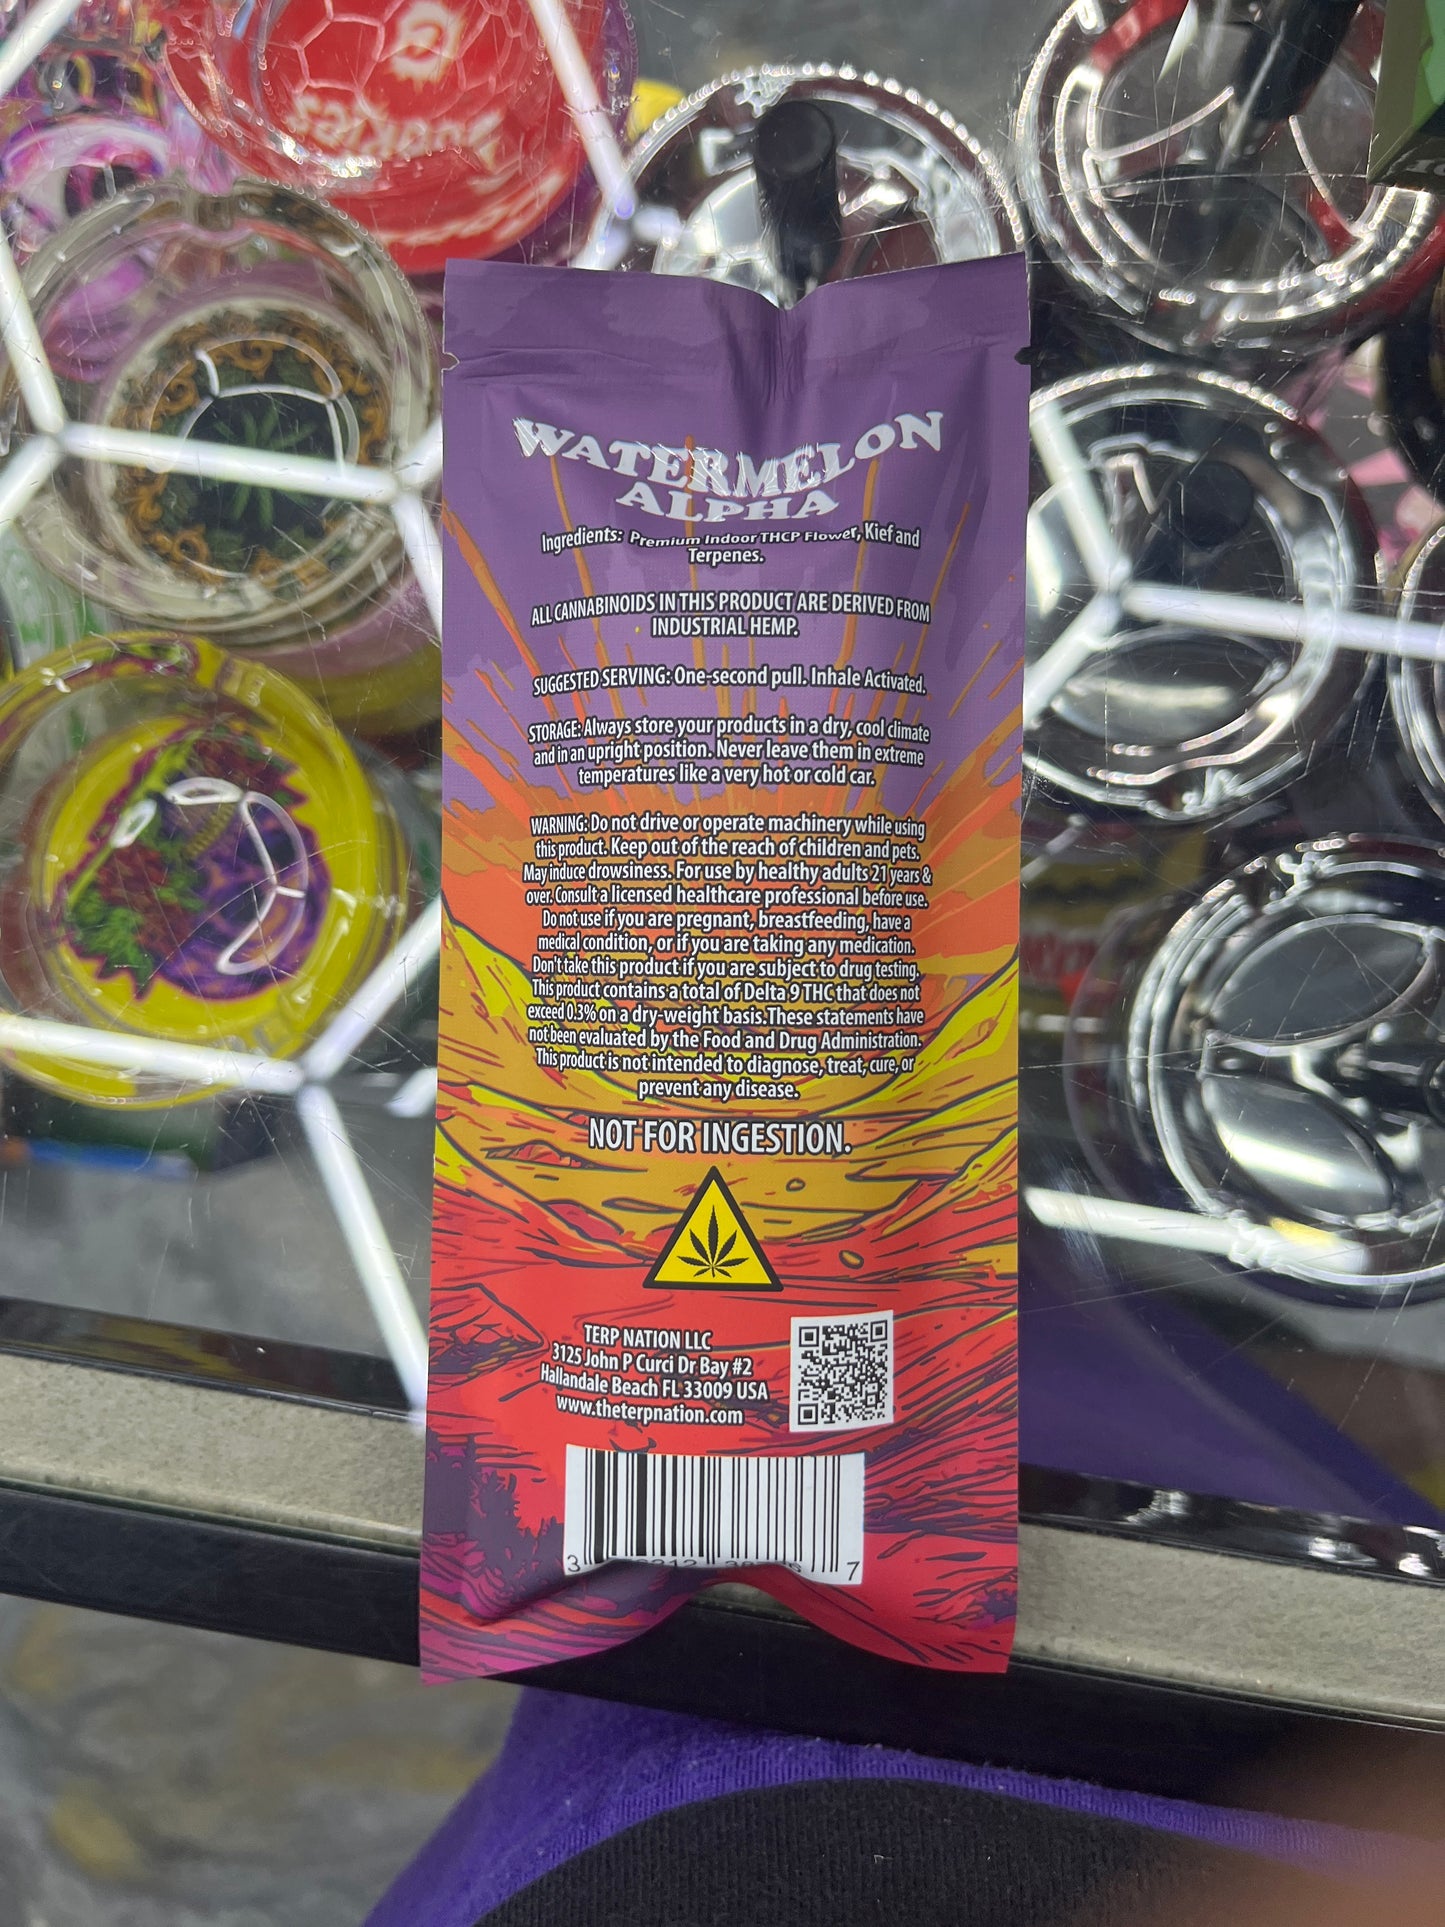 WATERMELON
ALPHA
Ingredients: Premium Indoor THCP Flower, Kief and
Terpenes.
ALL CANNABINOIDS IN THIS PRODUCT ARE DERIVED FROM
INDUSTRIAL HEMP.
SUGGESTED SERVING: One-second pull. Inhale Activated.
STORAGE: Always store your products in a dry, cool climate
and in an upright position. Never leave them in extreme
temperatures like a very hot or cold car.
WARNING: Do not drive or operate machinery while using
this product. Keep out of the reach of children and pets.
May induce drowsiness. For use by healthy adults 21 years &
over. Consult a licensed healthcare professional before use.
Do not use if you are pregnant, breastfeeding, have a
medical condition, or if you are taking any medication.
Don't take this product if you are subject to drug testing.
This product contains a total of Delta 9 THC that does not
exceed 0.3% on a dry-weight basis.These statements have
not been evaluated by the Food and Drug Administration.
This product is not intended to diagnose, treat, cure, or
prevent any disease.
NOT FOR INGESTION.
TERP NATION LLC
3125 John P Curci Dr Bay #2
Hallandale Beach FL 33009 USA
www.theterpnation.com
3 7